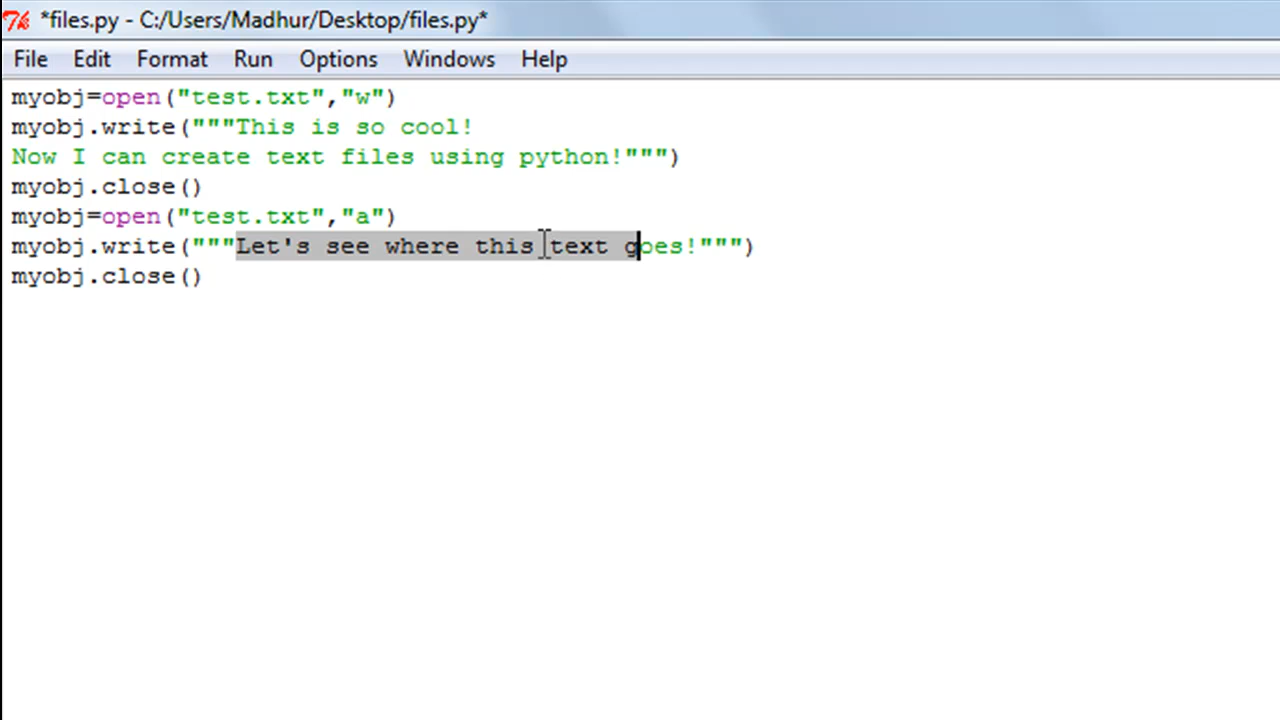 *files.py - C:/Users/Madhur/Desktop/files.py*
File Edit Format Run Options Windows Help
myobj=open("test.txt","w")
myobj.write("""This is so cool!
Now I can create text files using python!""")
myobj.close()
myobj=open("test.txt","a")
myobj.write("""Let's see where this text goes!""")
myobj.close()